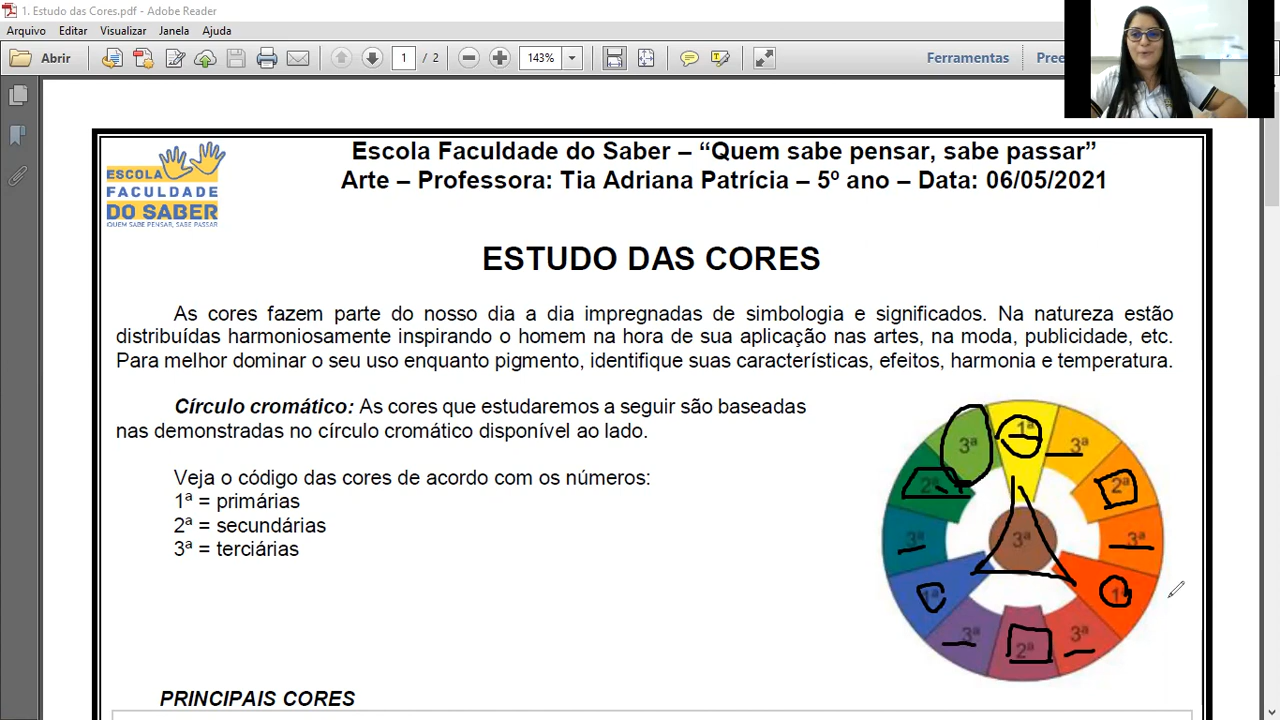 1. Estudo das Cores.pdf - Adobe Reader
Arquivo Editar Visualizar Janela Ajuda
Abrir 1 / 2 143% Ferramentas
Escola Faculdade do Saber – “Quem sabe pensar, sabe passar”
Arte – Professora: Tia Adriana Patrícia – 5º ano – Data: 06/05/2021
ESCOLA
FACULDADE
DO SABER
QUEM SABE PENSAR, SABE PASSAR
ESTUDO DAS CORES
As cores fazem parte do nosso dia a dia impregnadas de simbologia e significados. Na natureza estão
distribuídas harmoniosamente inspirando o homem na hora de sua aplicação nas artes, na moda, publicidade, etc.
Para melhor dominar o seu uso enquanto pigmento, identifique suas características, efeitos, harmonia e temperatura.
Círculo cromático: As cores que estudaremos a seguir são baseadas
nas demonstradas no círculo cromático disponível ao lado.
Veja o código das cores de acordo com os números:
1ª = primárias
2ª = secundárias
3ª = terciárias
3ª 1ª 3ª
2ª 2ª
3ª 3ª 3ª
1ª 1ª
3ª 2ª 3ª
PRINCIPAIS CORES